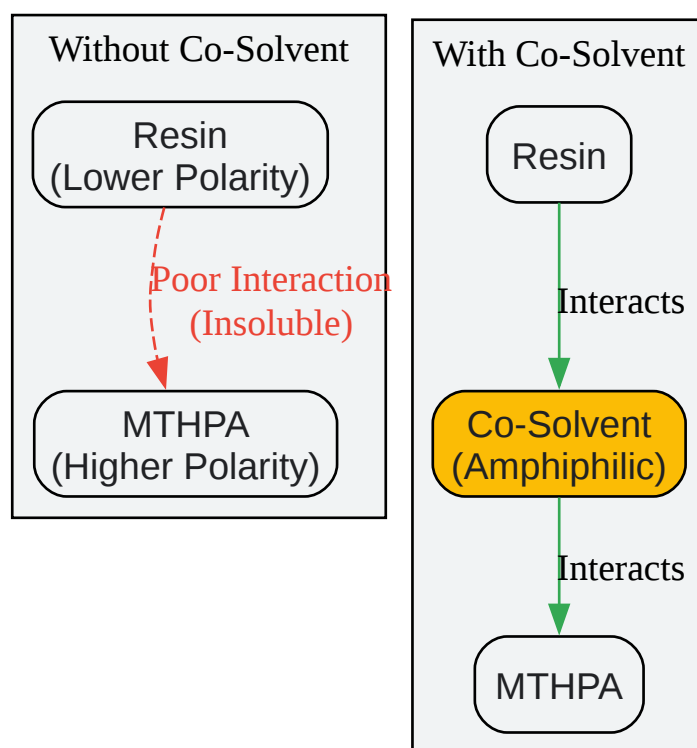 Without Co-Solvent
Resin
(Lower Polarity)
Poor Interaction
(Insoluble)
MTHPA
(Higher Polarity)
With Co-Solvent
Resin
Interacts
Co-Solvent
(Amphiphilic)
Interacts
MTHPA